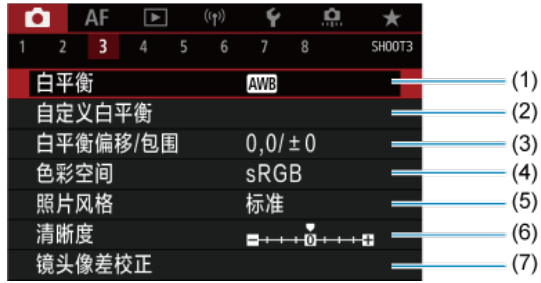 AF
1 2 3 4 5 6 7 8 SHOOT3
白平衡 AWB (1)
自定义白平衡 (2)
白平衡偏移/包围 0,0/±0 (3)
色彩空间 sRGB (4)
照片风格 标准 (5)
清晰度 0 (6)
镜头像差校正 (7)